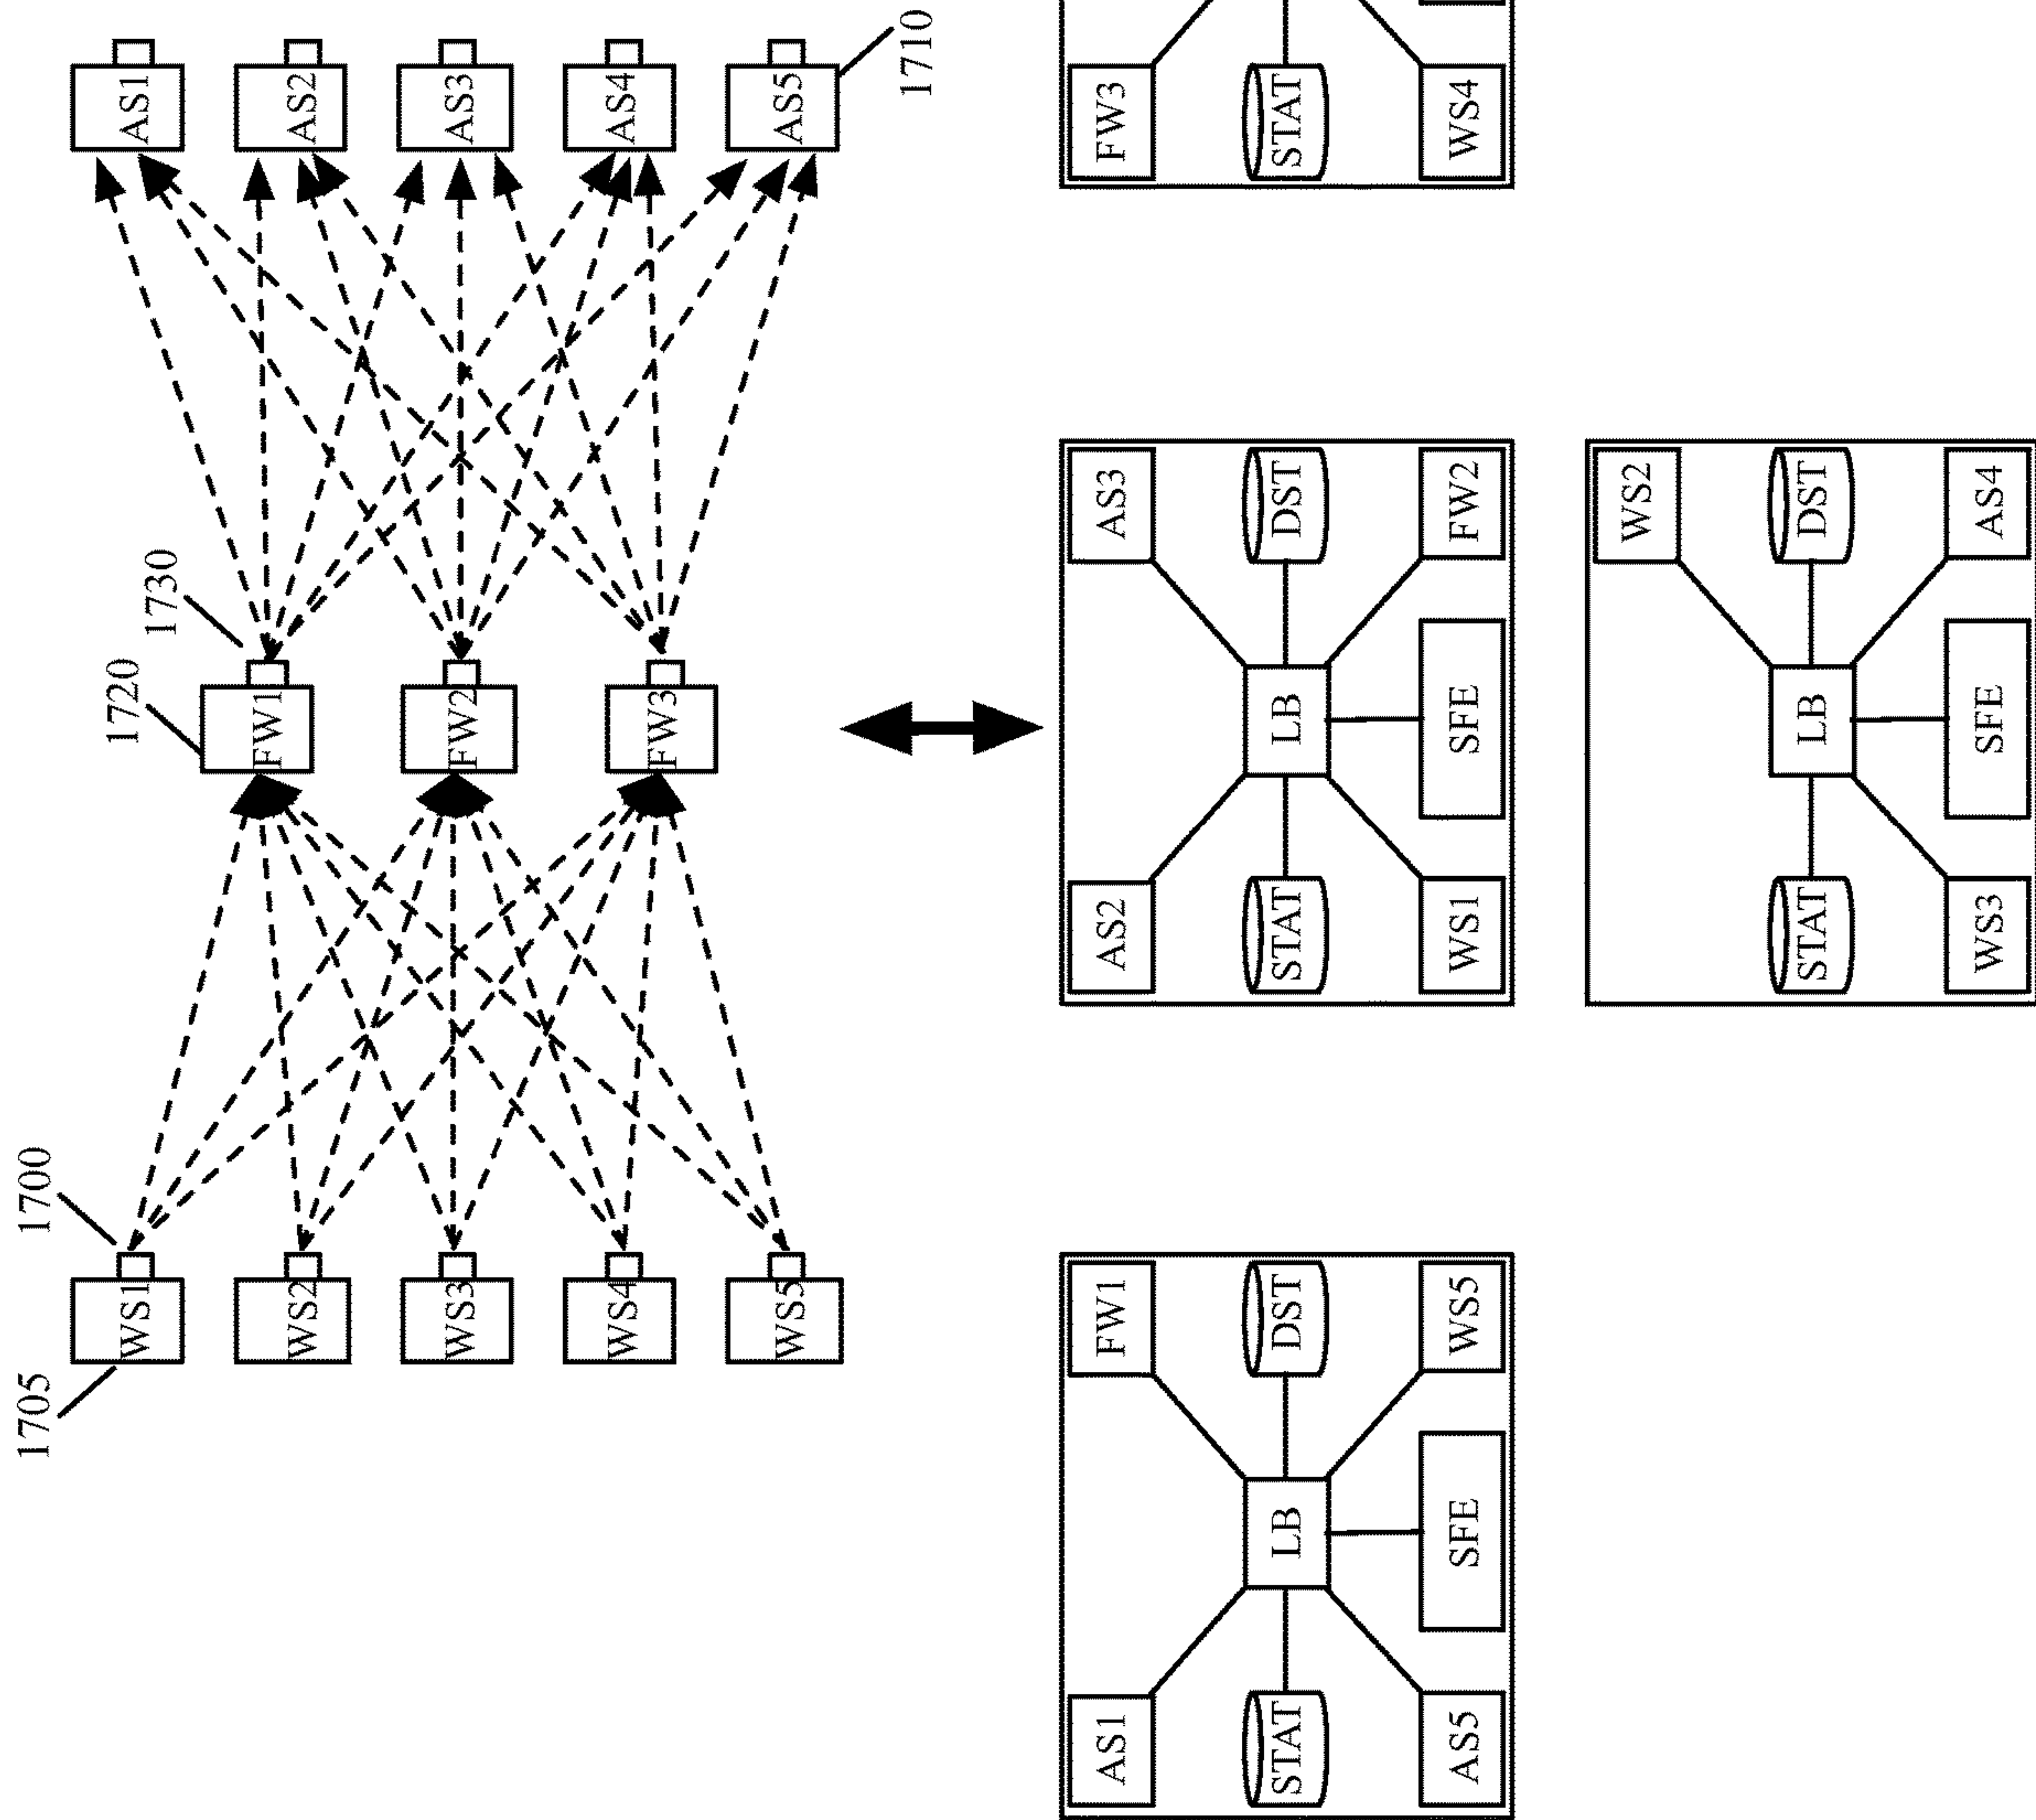 1705
1700
1720
1730
WS1
AS1
FW1
WS2
AS2
WS3
FW2
AS3
WS4
AS4
FW3
WS5
AS5
1710
AS1
FW1
AS2
AS3
FW3
STAT
LB
DST
STAT
LB
DST
STAT
AS5
SFE
WS5
WS1
SFE
FW2
WS4
WS2
STAT
LB
DST
WS3
SFE
AS4